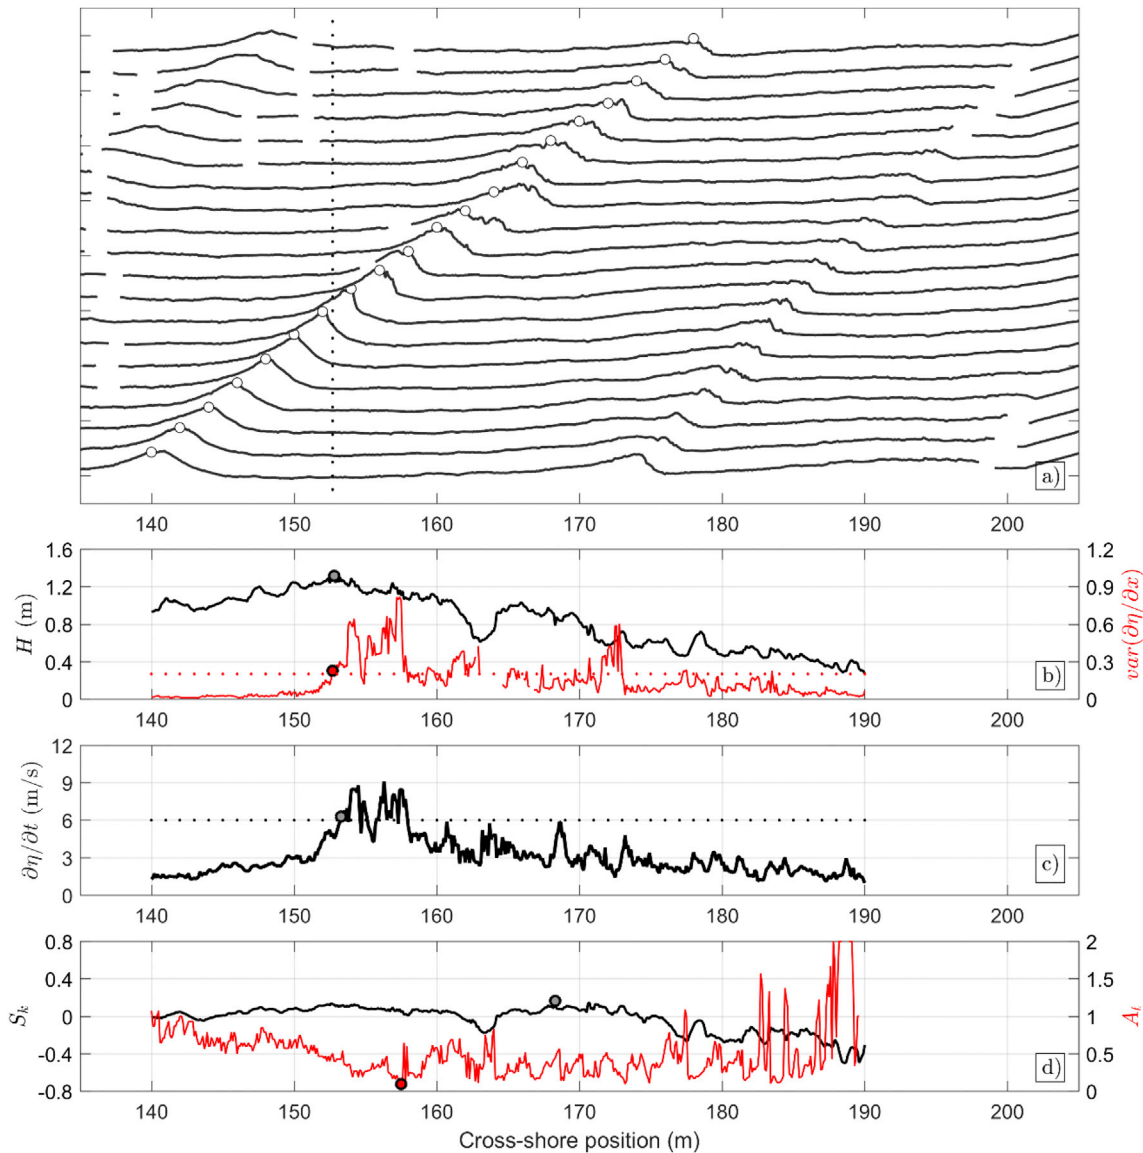 a)
140 150 160 170 180 190 200
1.6 1.2
1.2 0.9
0.8 0.6
0.4 0.3
0 0
H (m)
var(∂η/∂x)
b)
140 150 160 170 180 190 200
12
9
6
3
0
∂η/∂t (m/s)
c)
140 150 160 170 180 190 200
0.8 2
0.4 1.5
0 1
-0.4 0.5
-0.8 0
S_k
A_t
d)
140 150 160 170 180 190 200
Cross-shore position (m)